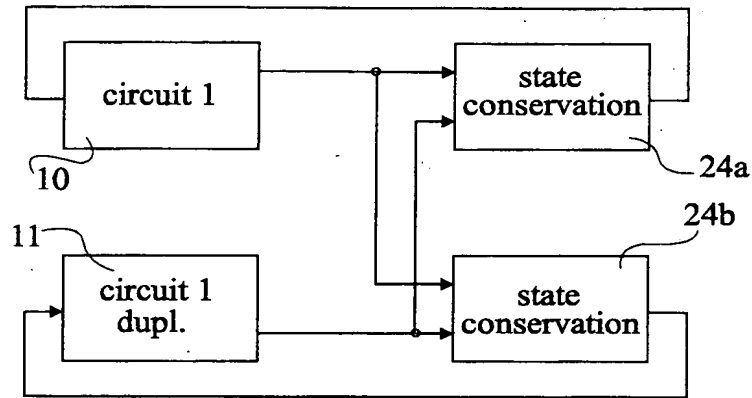 circuit 1
state
conservation
10
24a
24b
11
circuit 1
dupl.
state
conservation